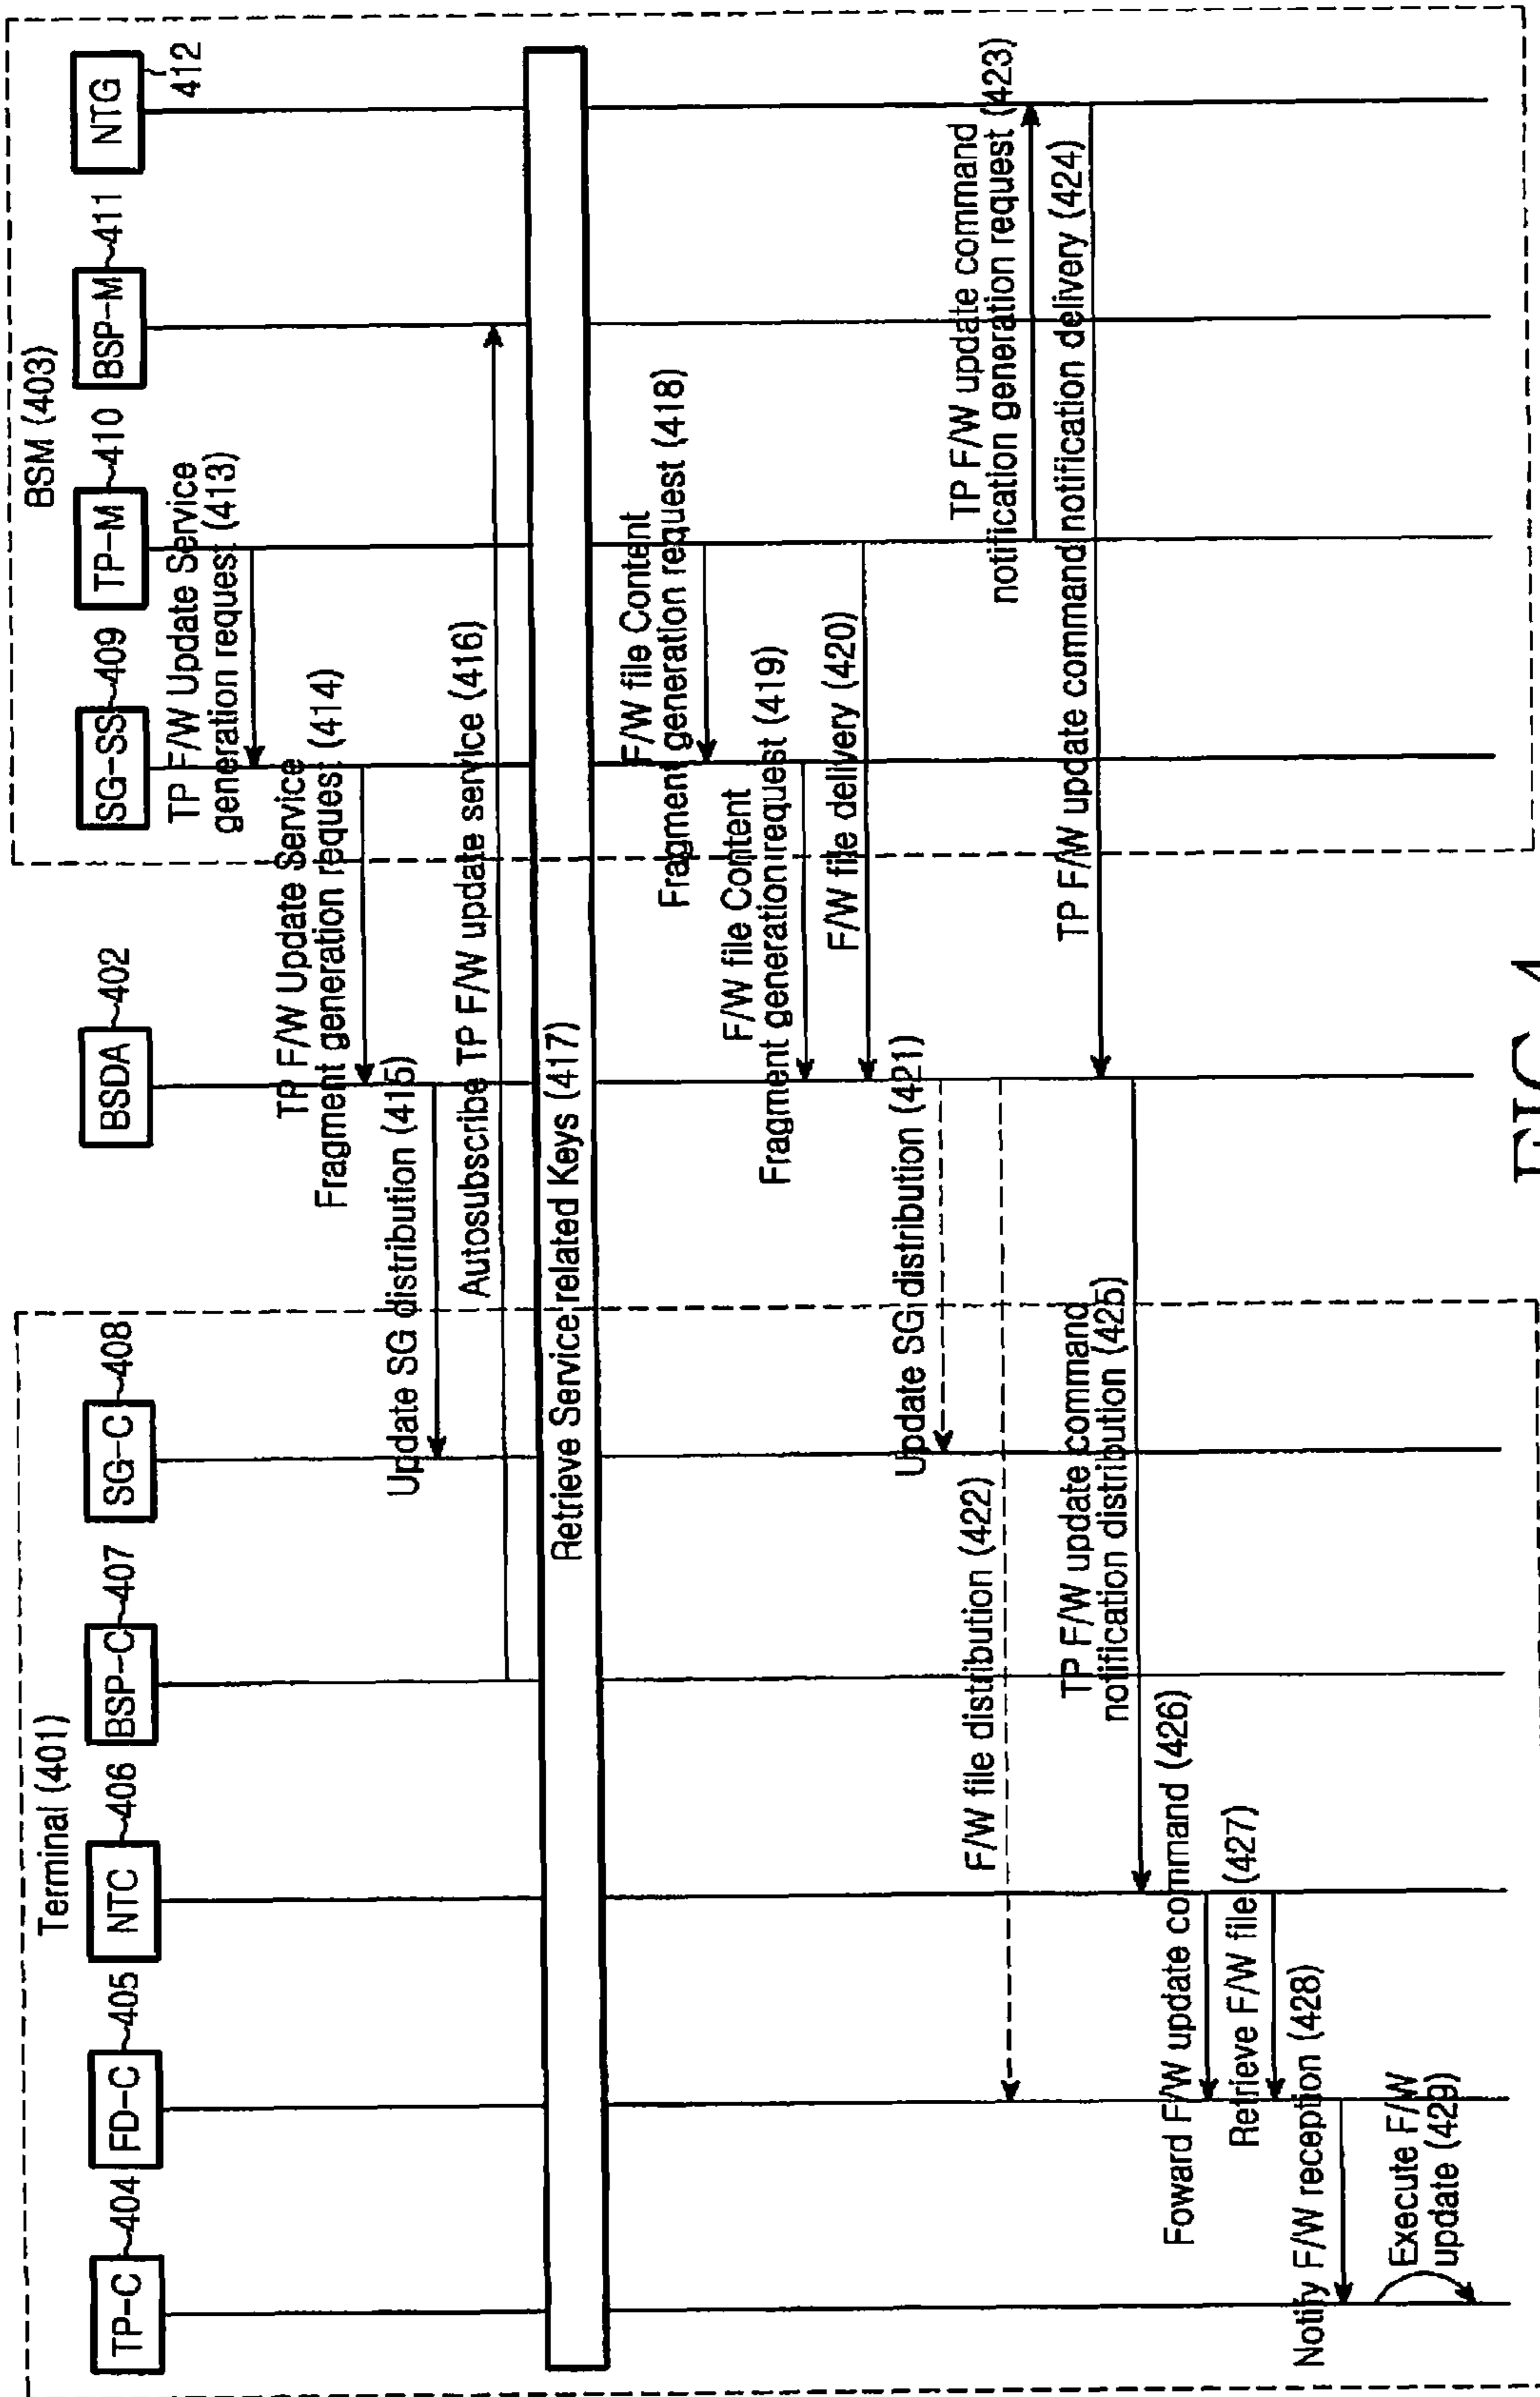 Terminal (401)
BSM (403)
TP-C 404
FD-C 405
NTC 406
BSP-C 407
SG-C 408
BSDA 402
SG-SS 409
TP-M 410
BSP-M 411
NTG 412
TP F/W Update Service
generation request (413)
TP F/W Update Service
Fragment generation request (414)
Update SG distribution (415)
Autosubscribe TP F/W update service (416)
Retrieve Service related Keys (417)
F/W file Content
Fragment generation request (418)
F/W file Content
Fragment generation request (419)
F/W file delivery (420)
Update SG distribution (421)
F/W file distribution (422)
TP F/W update command
notification generation request (423)
TP F/W update command notification delivery (424)
TP F/W update command
notification distribution (425)
Foward F/W update command (426)
Retrieve F/W file (427)
Notify F/W reception (428)
Execute F/W
update (429)